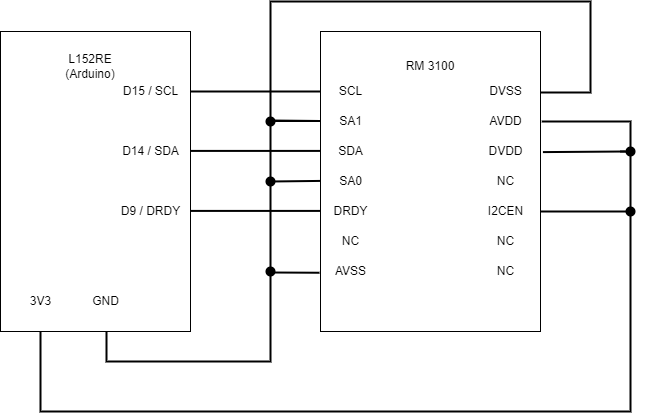 L152RE
(Arduino)
D15 / SCL
D14 / SDA
D9 / DRDY
3V3
GND
RM 3100
SCL
SA1
SDA
SA0
DRDY
NC
AVSS
DVSS
AVDD
DVDD
NC
I2CEN
NC
NC